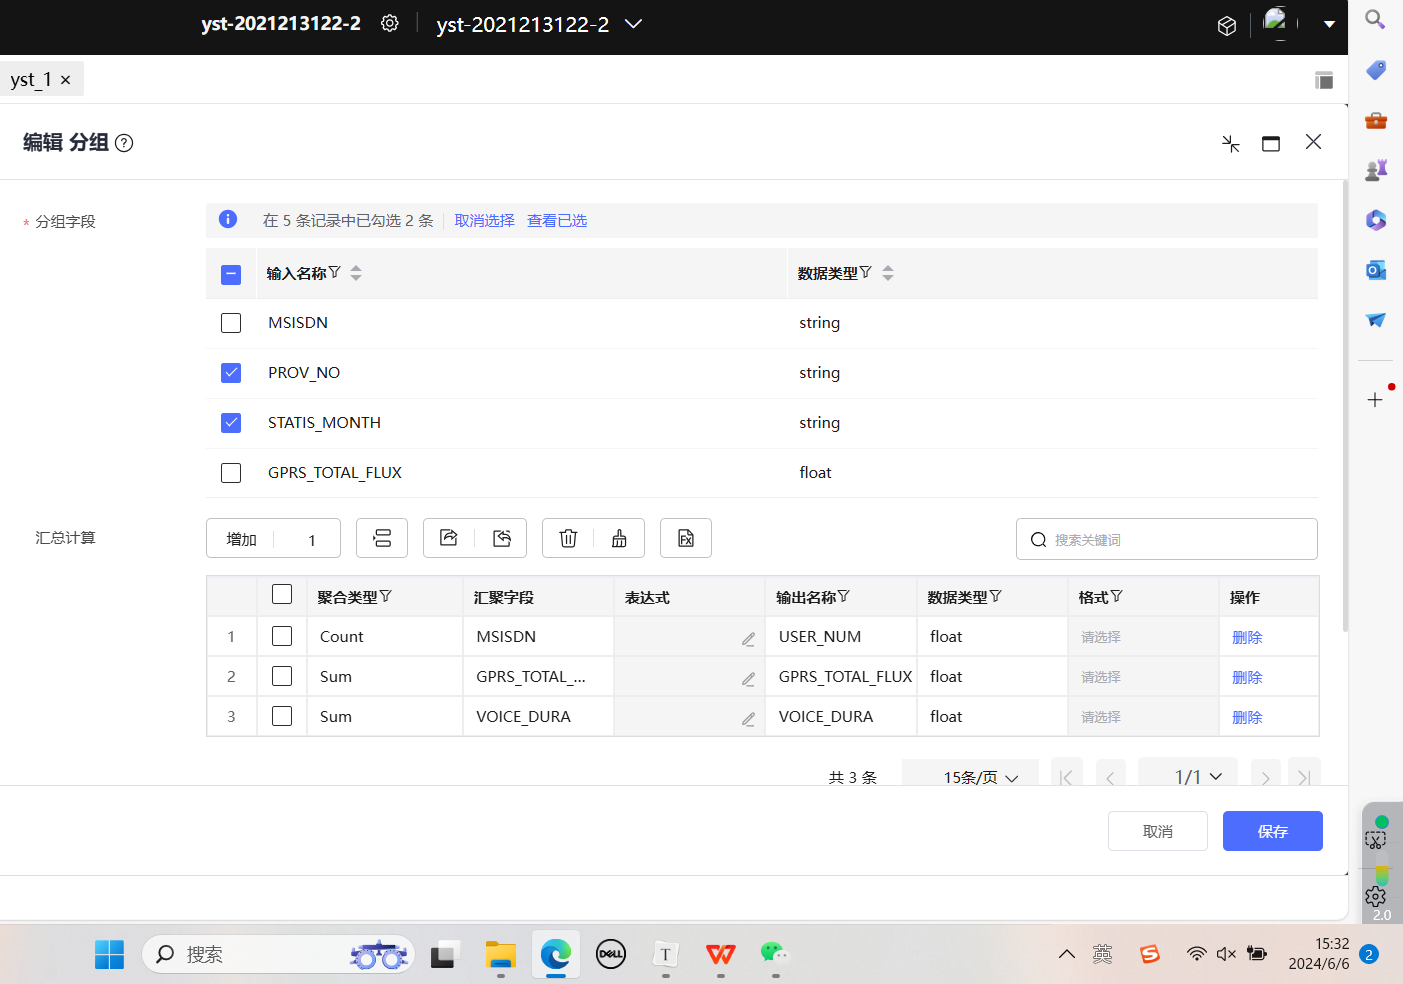 yst-2021213122-2 yst-2021213122-2
yst_1 ×
编辑 分组 ?
* 分组字段
在 5 条记录中已勾选 2 条 取消选择 查看已选
输入名称 数据类型
MSISDN string
PROV_NO string
STATIS_MONTH string
GPRS_TOTAL_FLUX float
汇总计算
增加 1
FX
搜索关键词
聚合类型 汇聚字段 表达式 输出名称 数据类型 格式 操作
1 Count MSISDN USER_NUM float 请选择 删除
2 Sum GPRS_TOTAL_... GPRS_TOTAL_FLUX float 请选择 删除
3 Sum VOICE_DURA VOICE_DURA float 请选择 删除
共 3 条 15条/页 1/1
取消 保存
2.0
搜索
DELL
T
英
15:32
2024/6/6
2